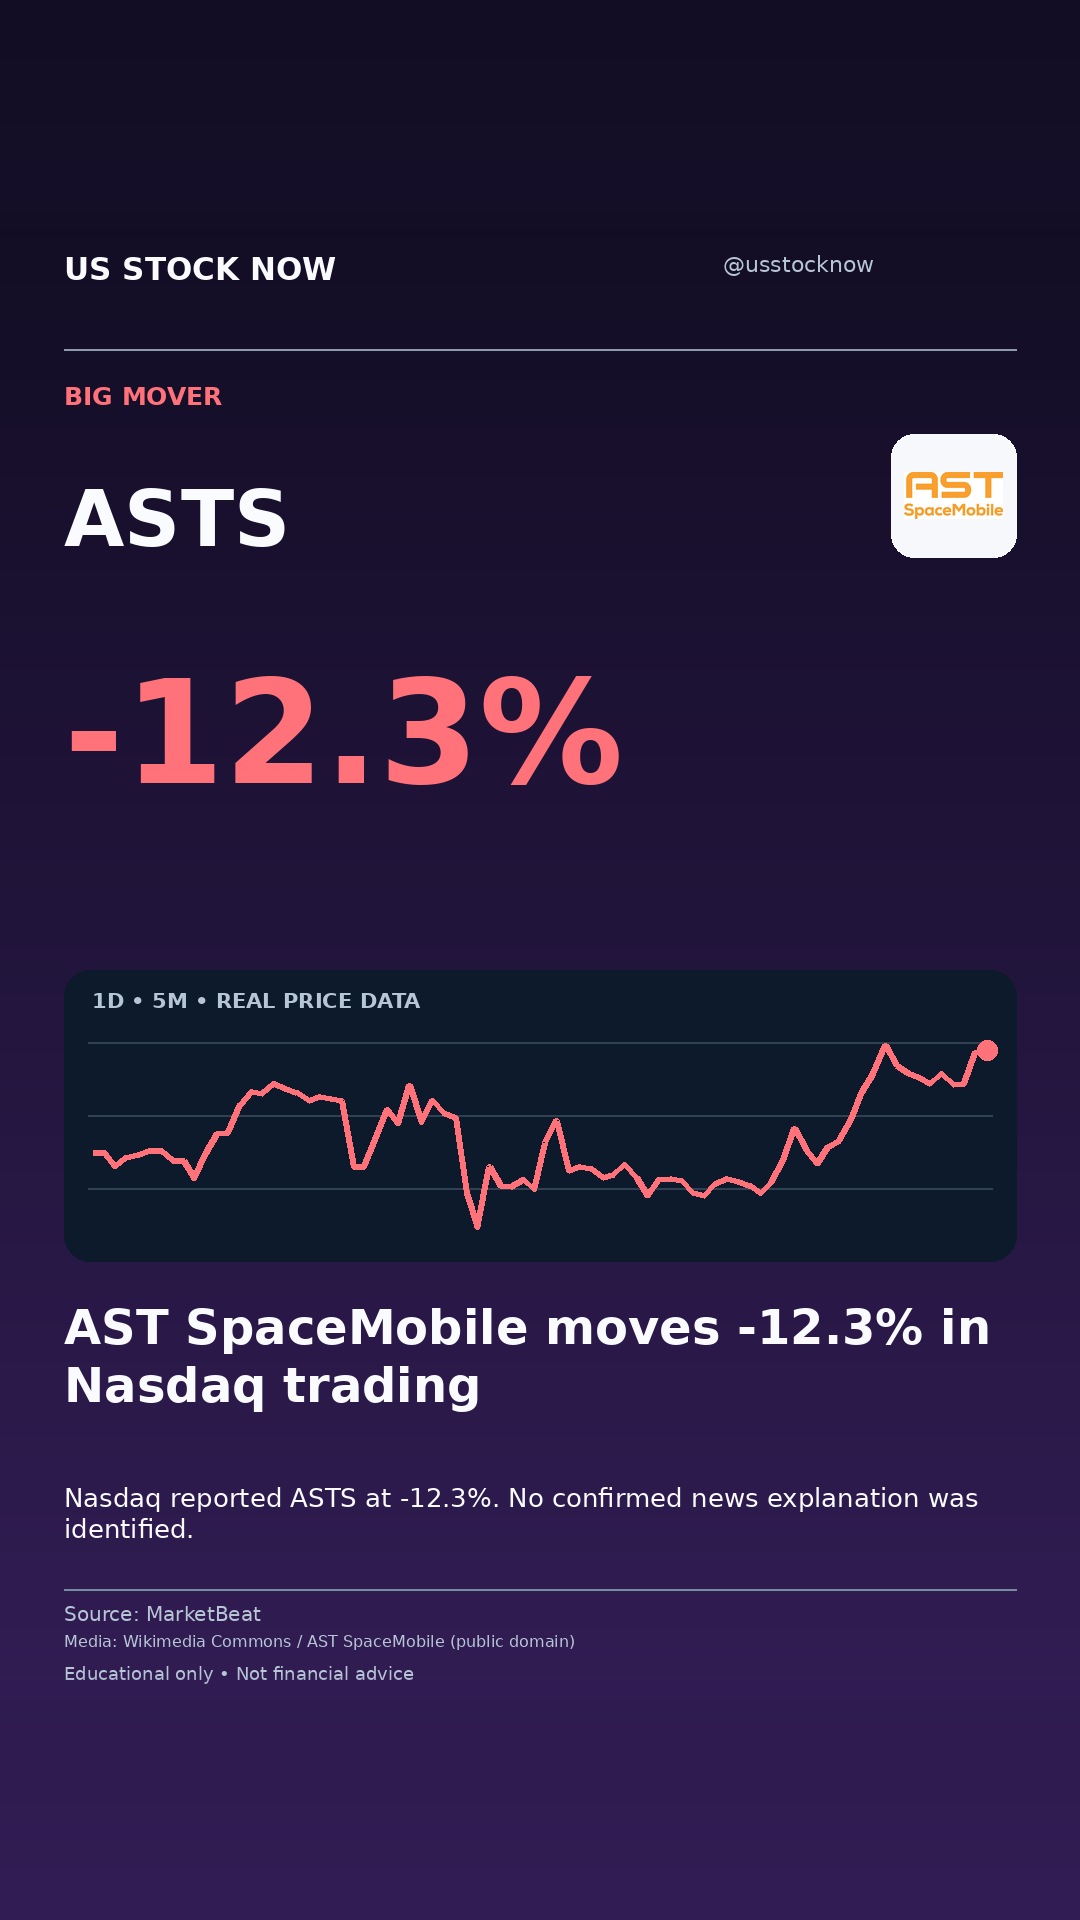 US STOCK NOW
@usstocknow
BIG MOVER
AST
SpaceMobile
ASTS
-12.3%
1D • 5M • REAL PRICE DATA
AST SpaceMobile moves -12.3% in
Nasdaq trading
Nasdaq reported ASTS at -12.3%. No confirmed news explanation was
identified.
Source: MarketBeat
Media: Wikimedia Commons / AST SpaceMobile (public domain)
Educational only • Not financial advice